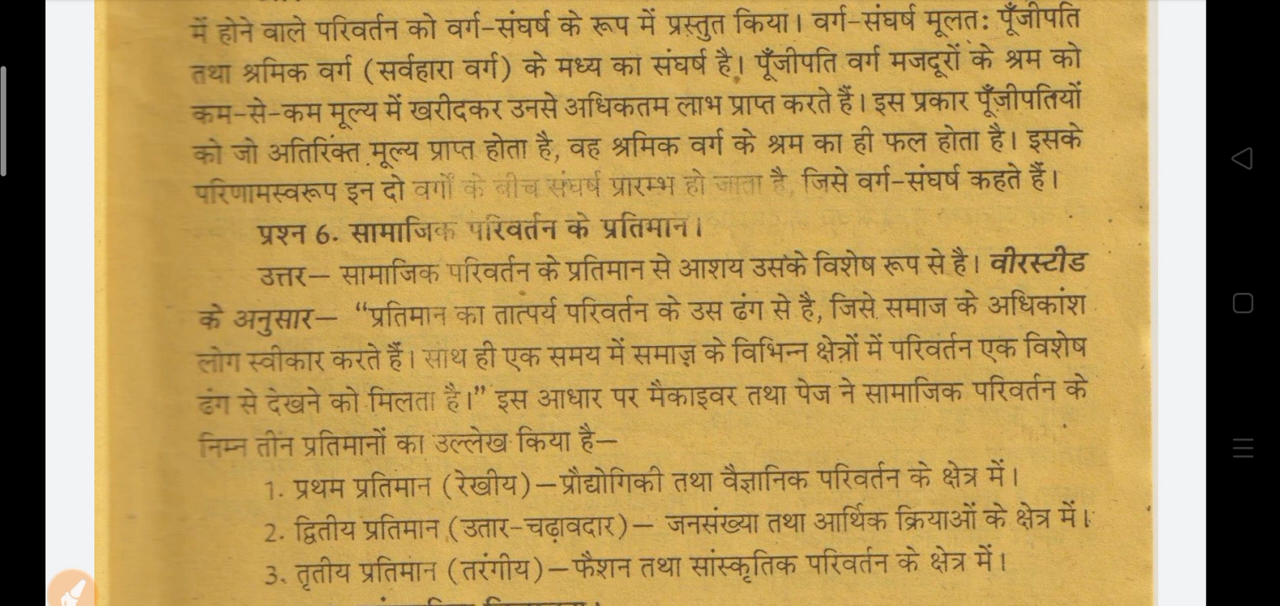 में होने वाले परिवर्तन को वर्ग-संघर्ष के रूप में प्रस्तुत किया। वर्ग-संघर्ष मूलतः पूँजीपति
तथा श्रमिक वर्ग (सर्वहारा वर्ग) के मध्य का संघर्ष है। पूँजीपति वर्ग मजदूरों के श्रम को
कम-से-कम मूल्य में खरीदकर उनसे अधिकतम लाभ प्राप्त करते हैं। इस प्रकार पूँजीपतियों
को जो अतिरिक्त मूल्य प्राप्त होता है, वह श्रमिक वर्ग के श्रम का ही फल होता है। इसके
परिणामस्वरूप इन दो वर्गों के बीच संघर्ष प्रारम्भ हो जाता है, जिसे वर्ग-संघर्ष कहते हैं।
प्रश्न 6. सामाजिक परिवर्तन के प्रतिमान।
उत्तर— सामाजिक परिवर्तन के प्रतिमान से आशय उसके विशेष रूप से है। वीरस्टीड
के अनुसार— “प्रतिमान का तात्पर्य परिवर्तन के उस ढंग से है, जिसे समाज के अधिकांश
लोग स्वीकार करते हैं। साथ ही एक समय में समाज के विभिन्न क्षेत्रों में परिवर्तन एक विशेष
ढंग से देखने को मिलता है।” इस आधार पर मैकाइवर तथा पेज ने सामाजिक परिवर्तन के
निम्न तीन प्रतिमानों का उल्लेख किया है—
1. प्रथम प्रतिमान (रेखीय)—प्रौद्योगिकी तथा वैज्ञानिक परिवर्तन के क्षेत्र में।
2. द्वितीय प्रतिमान (उतार-चढ़ावदार)— जनसंख्या तथा आर्थिक क्रियाओं के क्षेत्र में।
3. तृतीय प्रतिमान (तरंगीय)—फैशन तथा सांस्कृतिक परिवर्तन के क्षेत्र में।